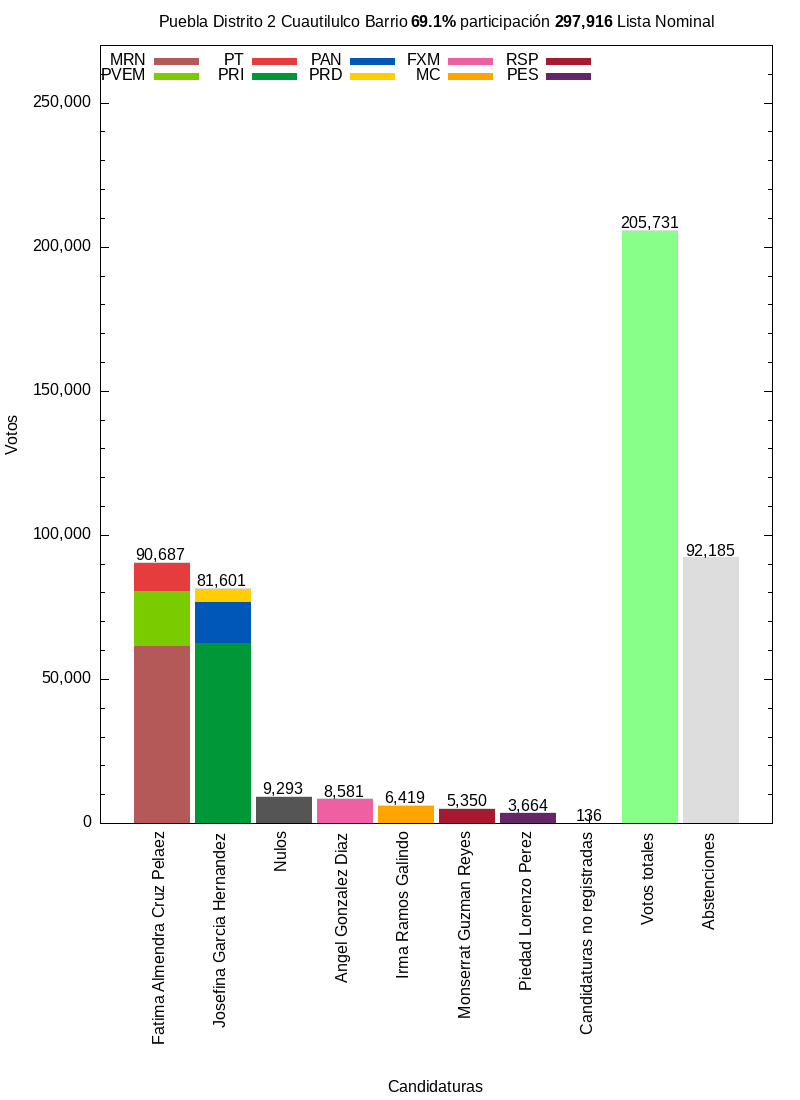 Puebla Distrito 2 Cuautilulco Barrio 69.1% participación 297,916 Lista Nominal
MRN PT PAN FXM RSP
PVEM PRI PRD MC PES
250,000
200,000
150,000
100,000
50,000
0
Votos
90,687
81,601
9,293
8,581
6,419
5,350
3,664
136
205,731
92,185
Fatima Almendra Cruz Pelaez
Josefina Garcia Hernandez
Nulos
Angel Gonzalez Diaz
Irma Ramos Galindo
Monserrat Guzman Reyes
Piedad Lorenzo Perez
Candidaturas no registradas
Votos totales
Abstenciones
Candidaturas